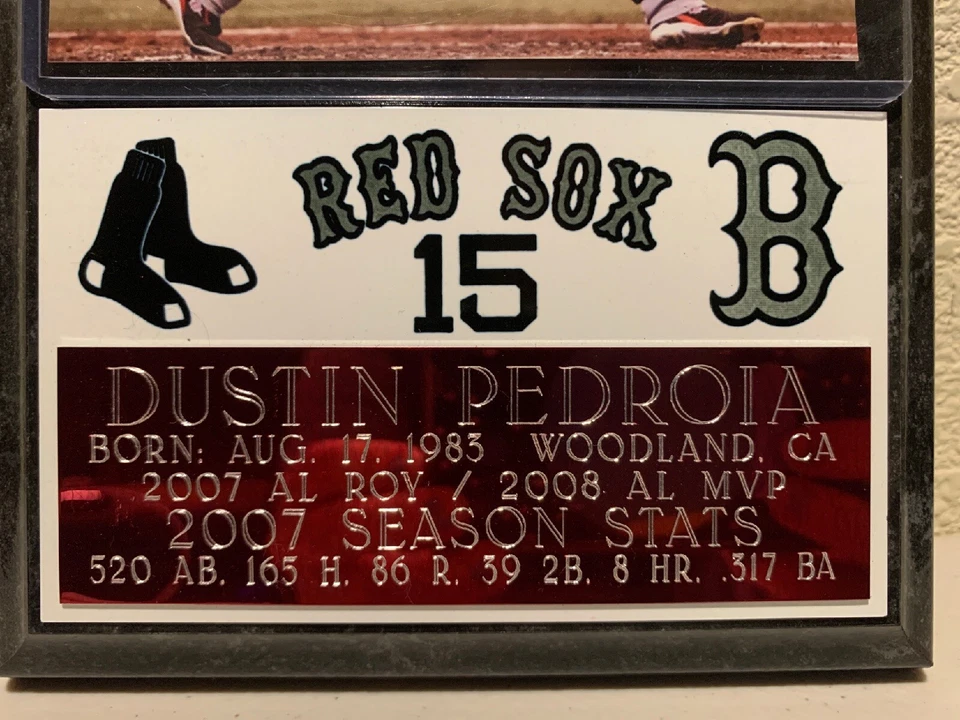 RED SOX
B
15
DUSTIN PEDROIA
BORN: AUG. 17, 1983 WOODLAND, CA
2007 AL ROY / 2008 AL MVP
2007 SEASON STATS
520 AB. 165 H. 86 R. 39 2B. 8 HR. .317 BA